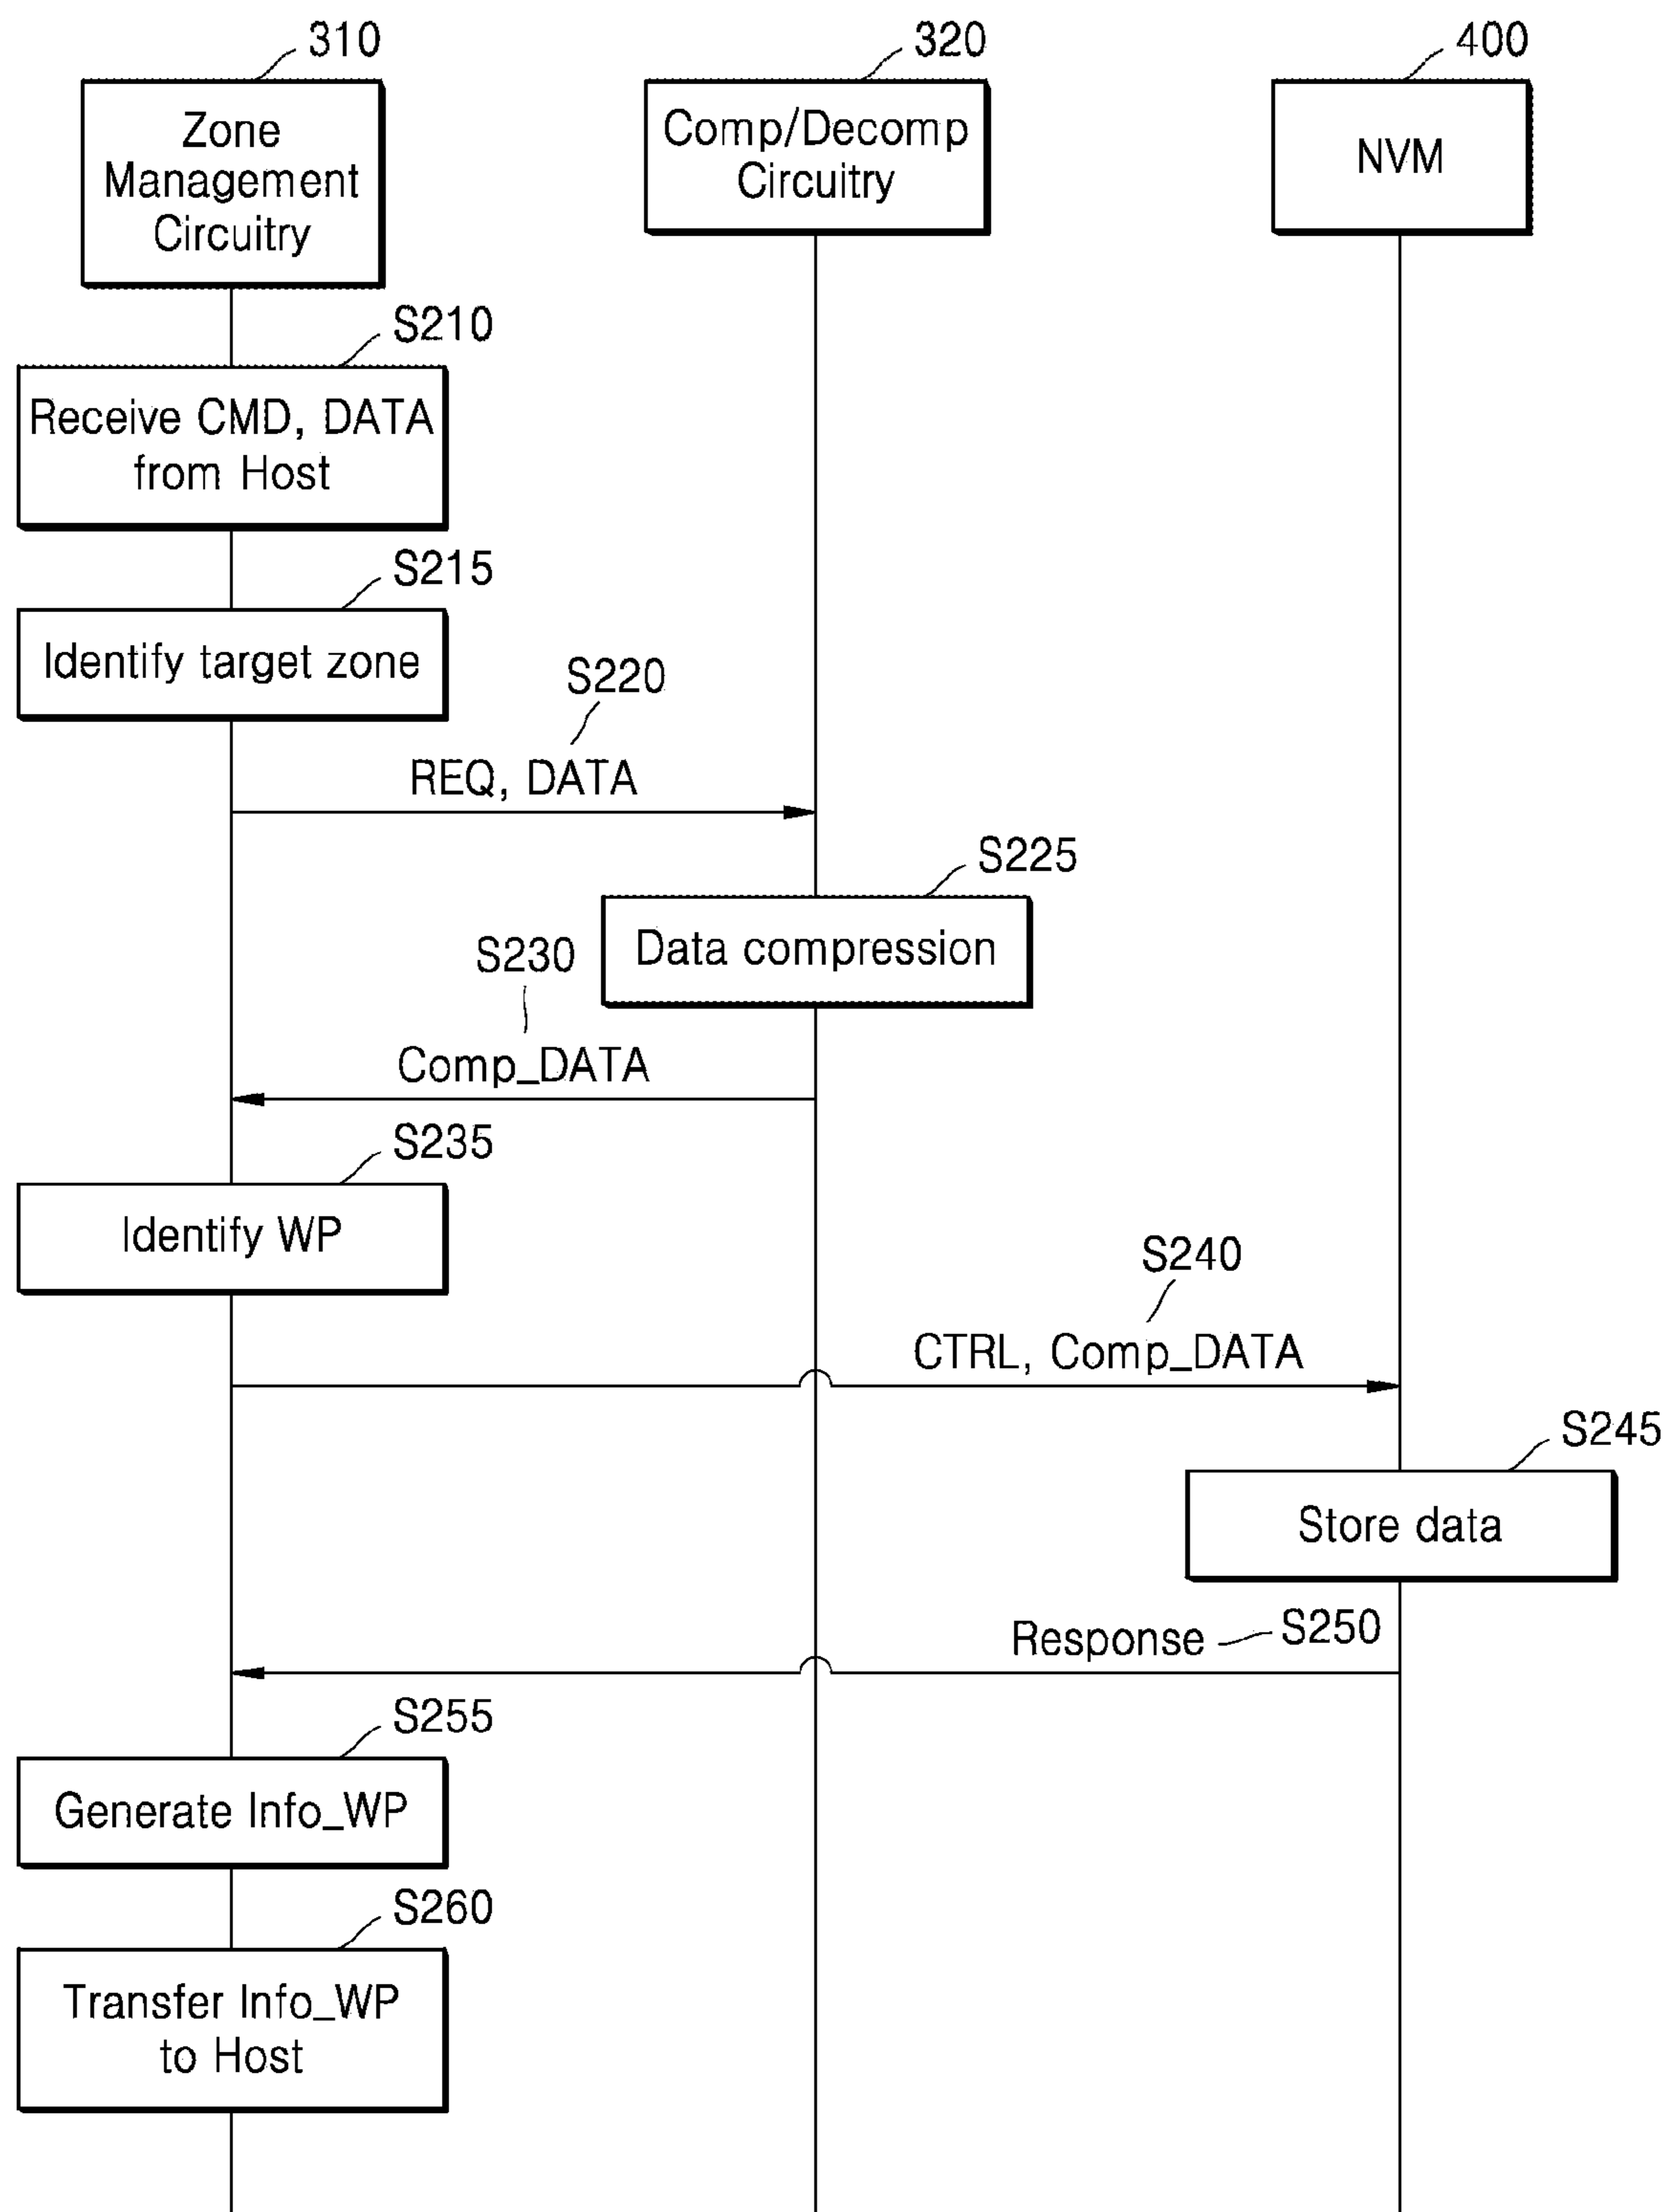 310
320
400
Zone
Management
Circuitry
Comp/Decomp
Circuitry
NVM
S210
Receive CMD, DATA
from Host
S215
Identify target zone
S220
REQ, DATA
S225
Data compression
S230
Comp_DATA
S235
Identify WP
S240
CTRL, Comp_DATA
S245
Store data
Response
S250
S255
Generate Info_WP
S260
Transfer Info_WP
to Host